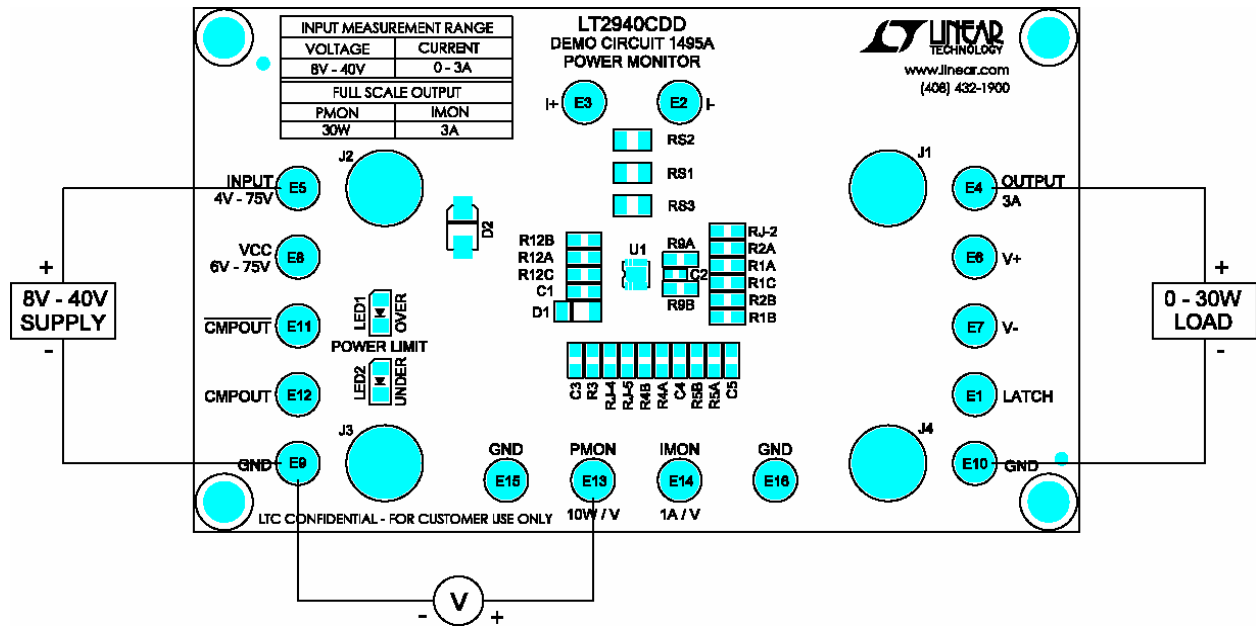 INPUT MEASUREMENT RANGE
VOLTAGE CURRENT
8V - 40V 0 - 3A
FULL SCALE OUTPUT
PMON IMON
30W 3A
LT2940CDD
DEMO CIRCUIT 1495A
POWER MONITOR
LINEAR
TECHNOLOGY
www.linear.com
(408) 432-1900
I+ E3 E2 I-
RS2
RS1
RS3
J2
J1
INPUT
4V - 75V
E5
E4
OUTPUT
3A
D2
VCC
6V - 75V
E8
E6
V+
R12B
R12A
R12C
C1
D1
U1
R9A
C2
R9B
RJ-2
R2A
R1A
R1C
R2B
R1B
+
8V - 40V
SUPPLY
-
+
0 - 30W
LOAD
-
CMPOUT
E11
LED1
OVER
POWER LIMIT
LED2
UNDER
E7
V-
CMPOUT
E12
E1
LATCH
C3 R3 RJ-4 RJ-5 R4B R4A C4 R5B R5A C5
J3
J4
GND
E9
GND
E15
PMON
E13
10W / V
IMON
E14
1A / V
GND
E16
E10
GND
LTC CONFIDENTIAL - FOR CUSTOMER USE ONLY
- V +